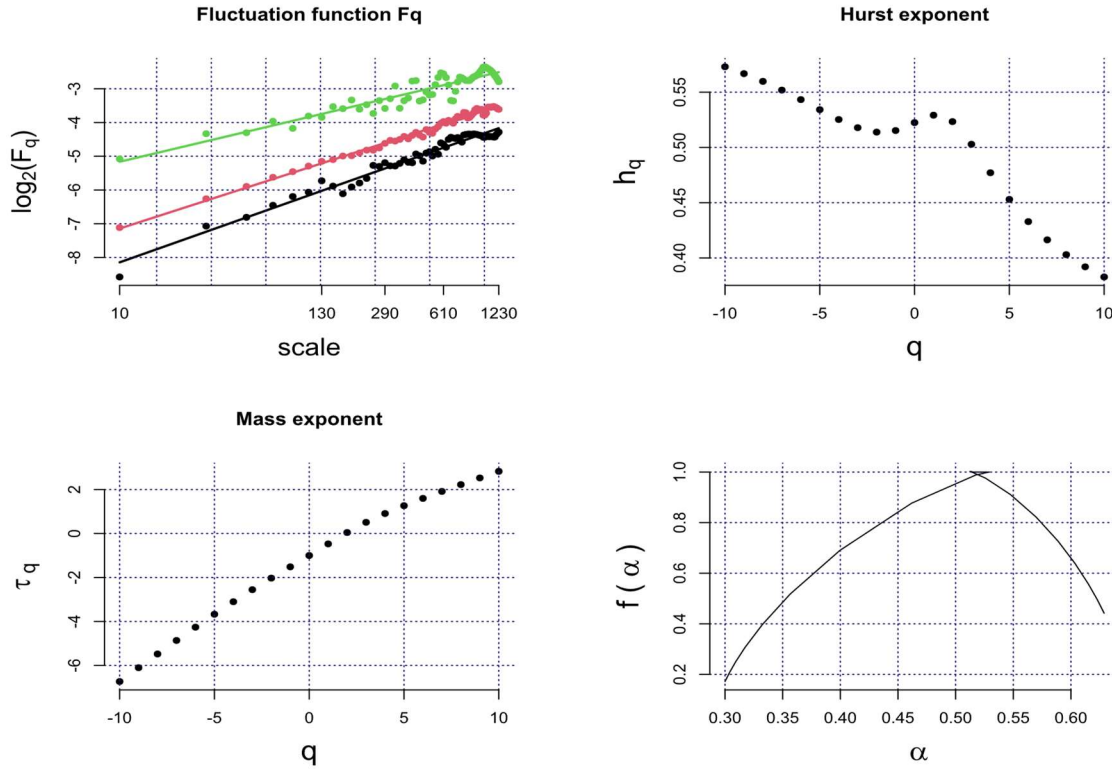 Fluctuation function Fq
log₂(F_q)
-3
-4
-5
-6
-7
-8
10 130 290 610 1230
scale
Hurst exponent
h_q
0.55
0.50
0.45
0.40
-10 -5 0 5 10
q
Mass exponent
τ_q
2
0
-2
-4
-6
-10 -5 0 5 10
q
f ( α )
1.0
0.8
0.6
0.4
0.2
0.30 0.35 0.40 0.45 0.50 0.55 0.60
α